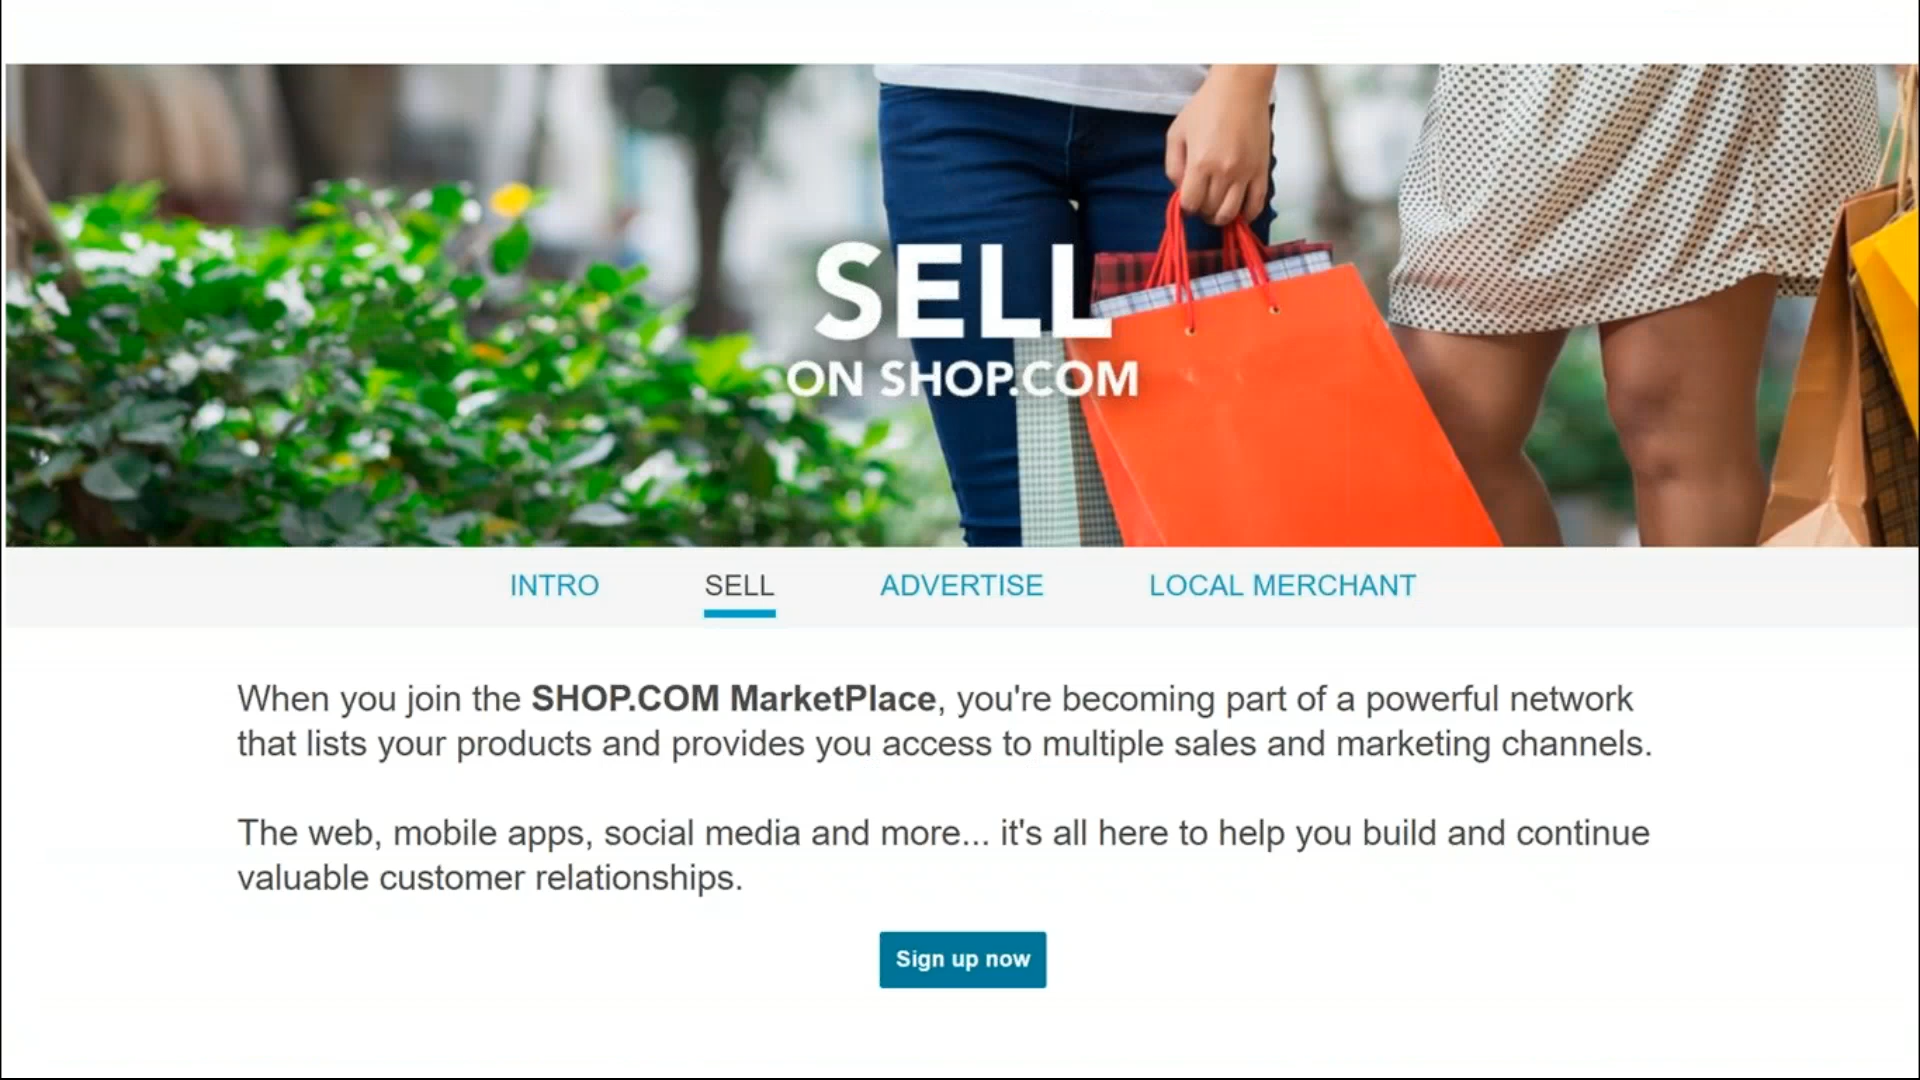 SELL
ON SHOP.COM
INTRO SELL ADVERTISE LOCAL MERCHANT
When you join the SHOP.COM MarketPlace, you're becoming part of a powerful network
that lists your products and provides you access to multiple sales and marketing channels.
The web, mobile apps, social media and more... it's all here to help you build and continue
valuable customer relationships.
Sign up now